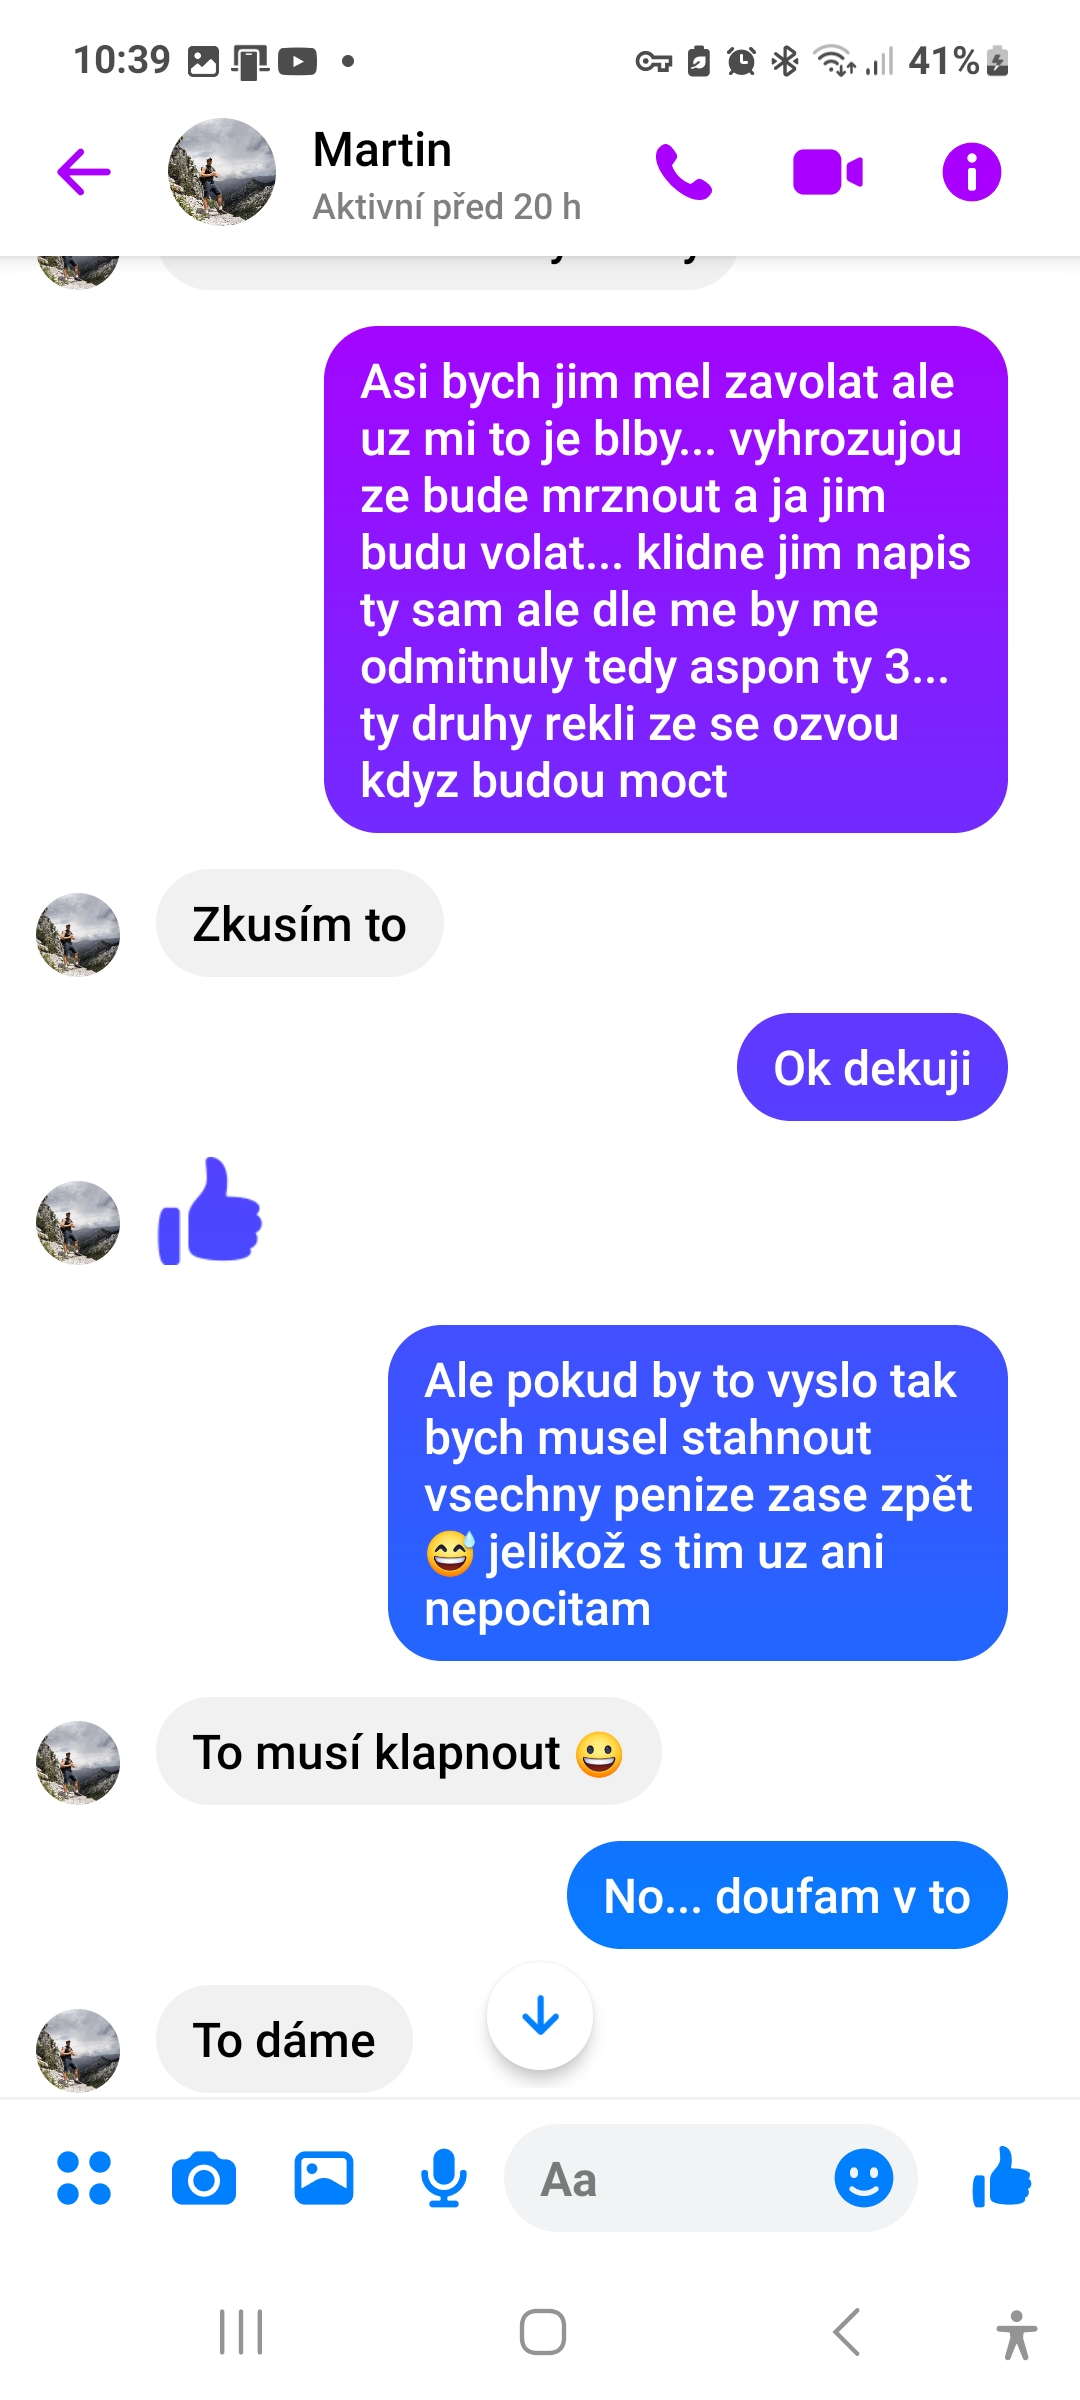 10:39
41%
Martin
Aktivní před 20 h
Asi bych jim mel zavolat ale
uz mi to je blby... vyhrozujou
ze bude mrznout a ja jim
budu volat... klidne jim napis
ty sam ale dle me by me
odmitnuly tedy aspon ty 3...
ty druhy rekli ze se ozvou
kdyz budou moct
Zkusím to
Ok dekuji
Ale pokud by to vyslo tak
bych musel stahnout
vsechny penize zase zpět
😅 jelikož s tim uz ani
nepocitam
To musí klapnout 😀
No... doufam v to
To dáme
Aa